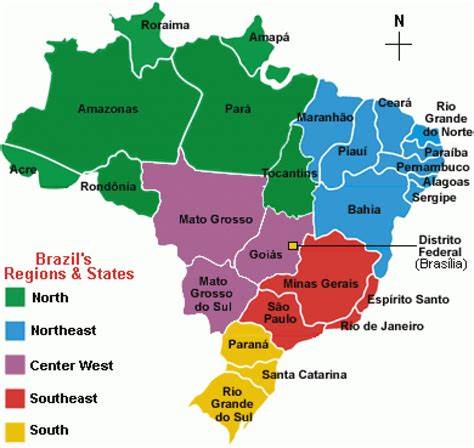 Roraima
Amapá
N
Amazonas
Pará
Maranhão
Ceará
Rio
Grande
do Norte
Piauí
Paraíba
Pernambuco
Alagoas
Sergipe
Acre
Rondônia
Tocantins
Bahia
Mato Grosso
Goiás
Distrito
Federal
(Brasília)
Brazil's
Regions & States
Mato
Grosso
do Sul
Minas Gerais
Espírito Santo
São
Paulo
Rio de Janeiro
Paraná
Santa Catarina
Rio
Grande
do Sul
North
Northeast
Center West
Southeast
South